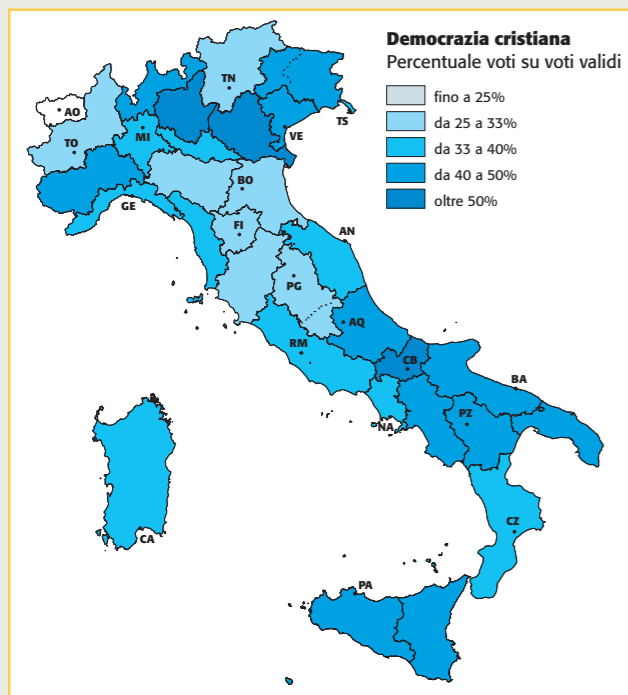 Democrazia cristiana
Percentuale voti su voti validi
fino a 25%
da 25 a 33%
da 33 a 40%
da 40 a 50%
oltre 50%
TN
AO
TO
MI
VE
TS
BO
GE
FI
AN
PG
AQ
RM
CB
BA
NA
PZ
CA
CZ
PA